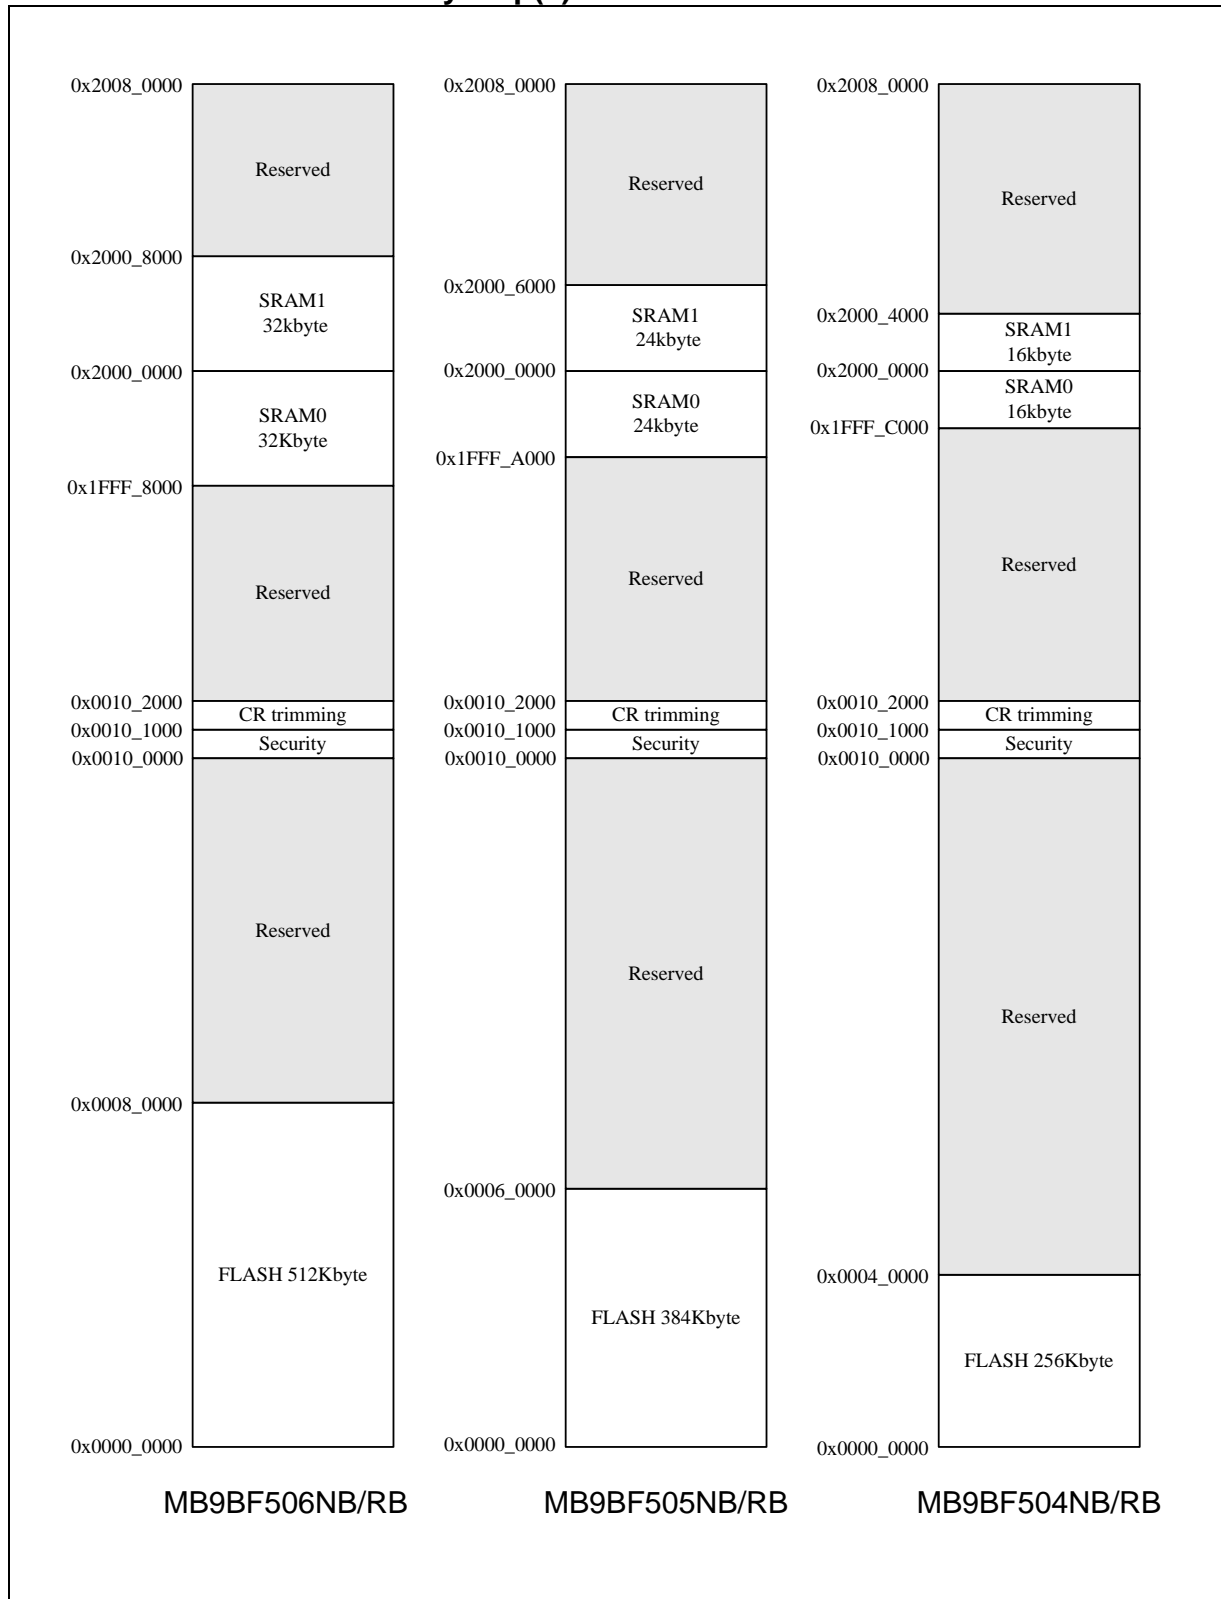 0x2008_0000
Reserved
0x2000_8000
SRAM1
32kbyte
0x2000_0000
SRAM0
32Kbyte
0x1FFF_8000
Reserved
0x0010_2000
CR trimming
0x0010_1000
Security
0x0010_0000
Reserved
0x0008_0000
FLASH 512Kbyte
0x0000_0000
MB9BF506NB/RB
0x2008_0000
Reserved
0x2000_6000
SRAM1
24kbyte
0x2000_0000
SRAM0
24kbyte
0x1FFF_A000
Reserved
0x0010_2000
CR trimming
0x0010_1000
Security
0x0010_0000
Reserved
0x0006_0000
FLASH 384Kbyte
0x0000_0000
MB9BF505NB/RB
0x2008_0000
Reserved
0x2000_4000
SRAM1
16kbyte
0x2000_0000
SRAM0
16kbyte
0x1FFF_C000
Reserved
0x0010_2000
CR trimming
0x0010_1000
Security
0x0010_0000
Reserved
0x0004_0000
FLASH 256Kbyte
0x0000_0000
MB9BF504NB/RB